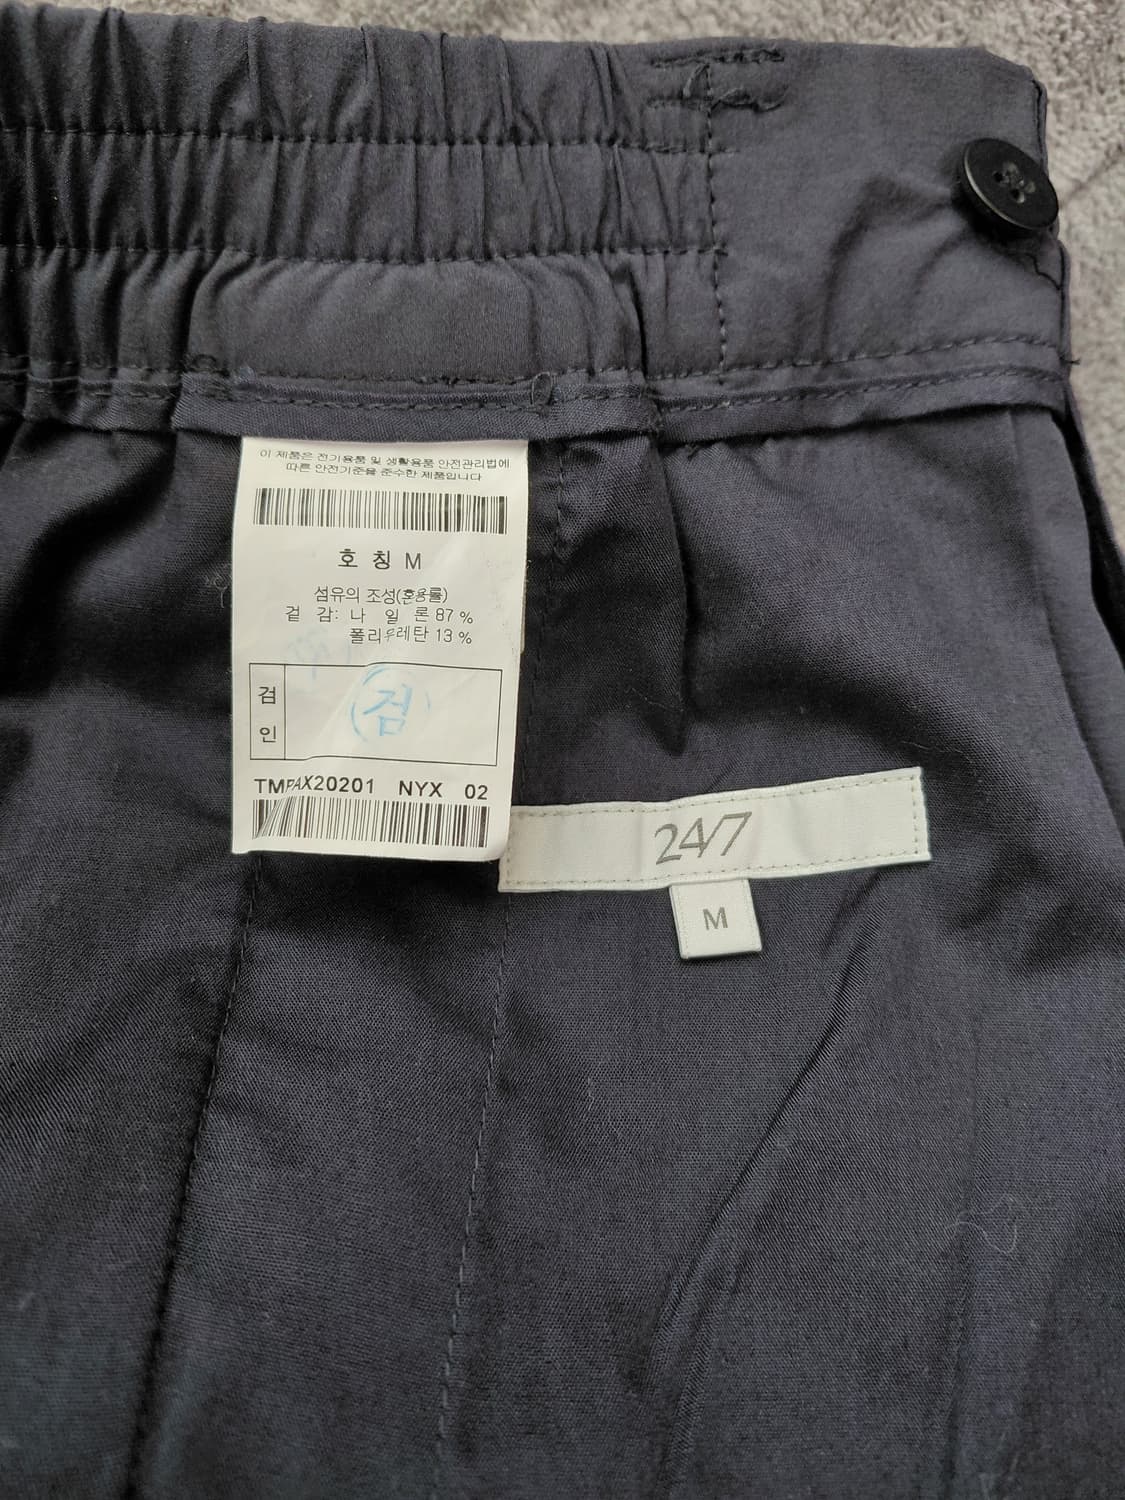 이 제품은 전기용품 및 생활용품 안전관리법에
따른 안전기준을 준수한 제품입니다
호 칭 M
섬유의 조성(혼용률)
겉 감: 나 일 론 87 %
폴리우레탄 13 %
검
인
검
TMPAX20201 NYX 02
24/7
M